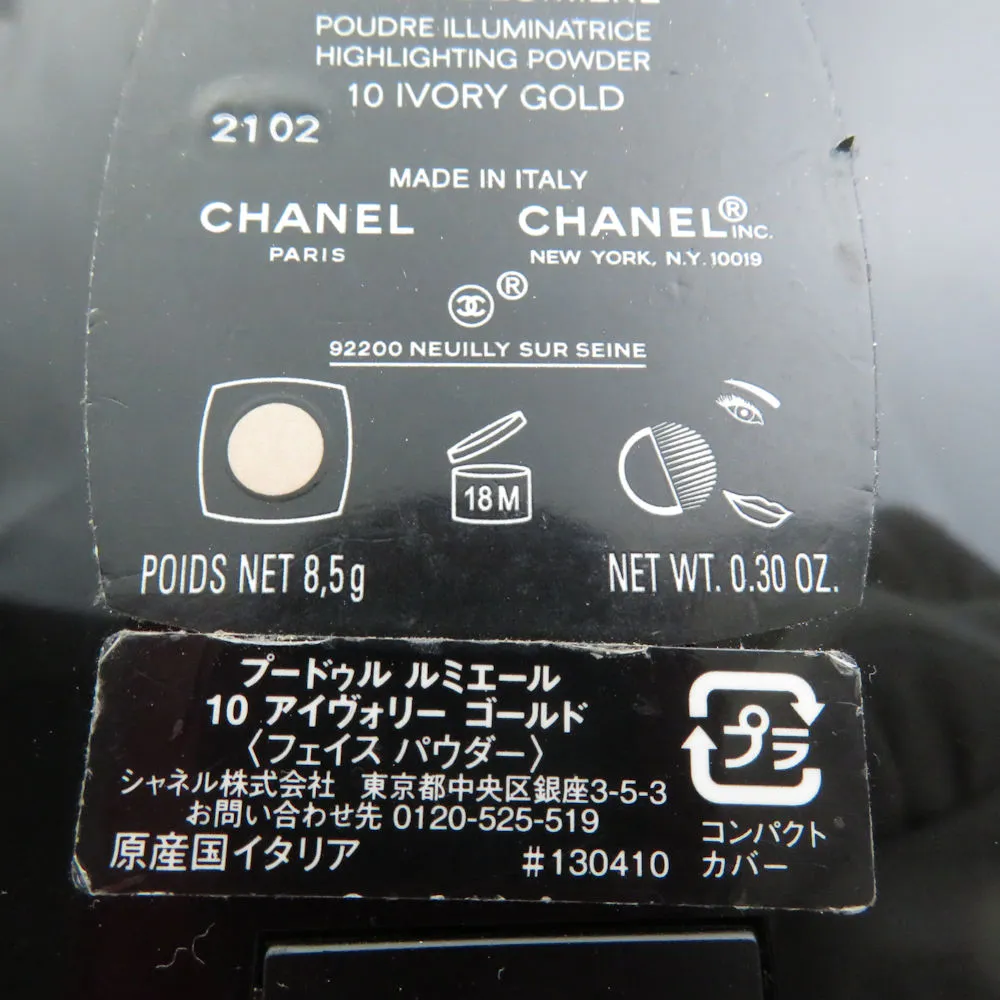 POUDRE ILLUMINATRICE
HIGHLIGHTING POWDER
10 IVORY GOLD
2102
MADE IN ITALY
CHANEL CHANEL® INC.
PARIS NEW YORK, N.Y. 10019
®
92200 NEUILLY SUR SEINE
18 M
POIDS NET 8,5 g NET WT. 0.30 OZ.
プードゥル ルミエール
10 アイヴォリー ゴールド
〈フェイス パウダー〉
シャネル株式会社 東京都中央区銀座3-5-3
お問い合わせ先 0120-525-519
原産国イタリア #130410
プラ
コンパクト
カバー